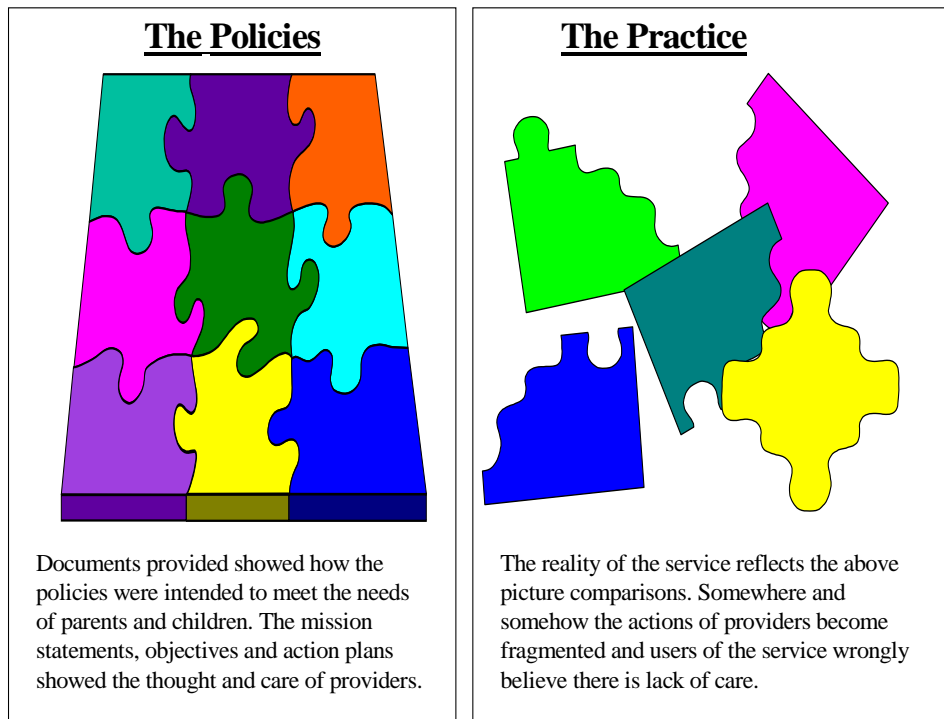 The Policies
Documents provided showed how the
policies were intended to meet the needs
of parents and children. The mission
statements, objectives and action plans
showed the thought and care of providers.
The Practice
The reality of the service reflects the above
picture comparisons. Somewhere and
somehow the actions of providers become
fragmented and users of the service wrongly
believe there is lack of care.